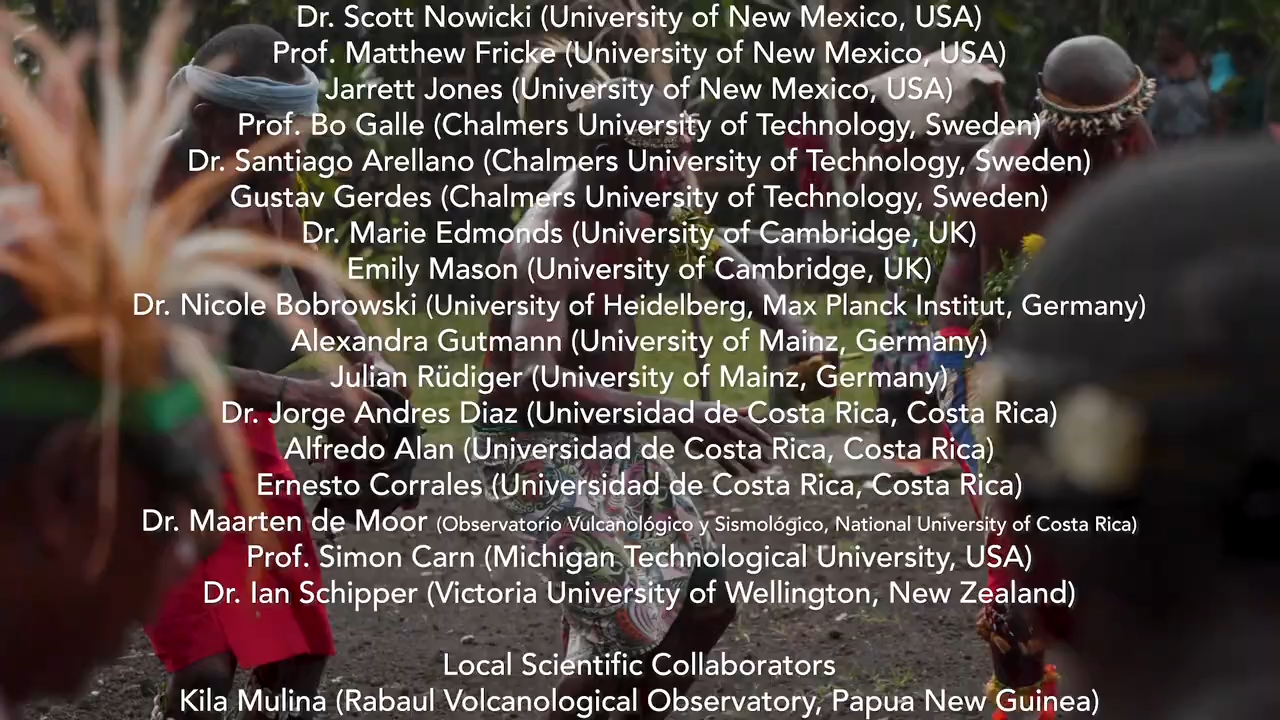 Dr. Scott Nowicki (University of New Mexico, USA)
Prof. Matthew Fricke (University of New Mexico, USA)
Jarrett Jones (University of New Mexico, USA)
Prof. Bo Galle (Chalmers University of Technology, Sweden)
Dr. Santiago Arellano (Chalmers University of Technology, Sweden)
Gustav Gerdes (Chalmers University of Technology, Sweden)
Dr. Marie Edmonds (University of Cambridge, UK)
Emily Mason (University of Cambridge, UK)
Dr. Nicole Bobrowski (University of Heidelberg, Max Planck Institut, Germany)
Alexandra Gutmann (University of Mainz, Germany)
Julian Rüdiger (University of Mainz, Germany)
Dr. Jorge Andres Diaz (Universidad de Costa Rica, Costa Rica)
Alfredo Alan (Universidad de Costa Rica, Costa Rica)
Ernesto Corrales (Universidad de Costa Rica, Costa Rica)
Dr. Maarten de Moor (Observatorio Vulcanológico y Sismológico, National University of Costa Rica)
Prof. Simon Carn (Michigan Technological University, USA)
Dr. Ian Schipper (Victoria University of Wellington, New Zealand)
Local Scientific Collaborators
Kila Mulina (Rabaul Volcanological Observatory, Papua New Guinea)